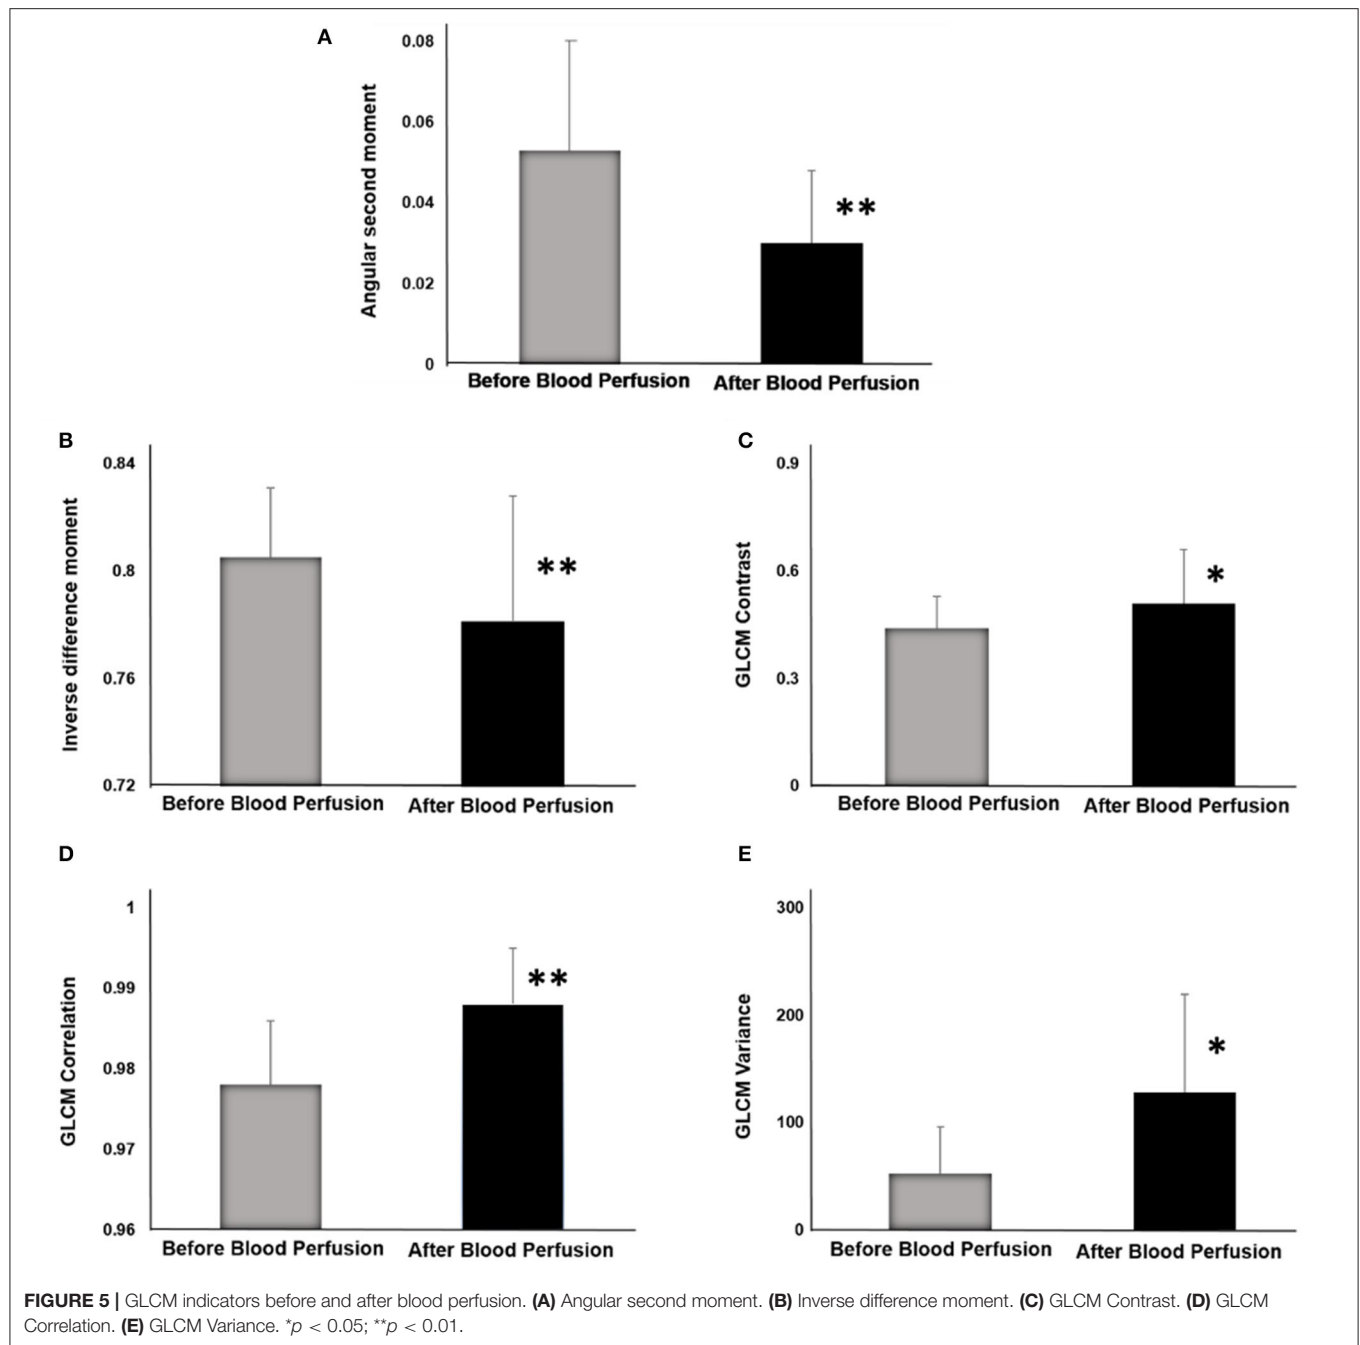 A
Angular second moment
0.08
0.06
0.04
0.02
0
**
Before Blood Perfusion
After Blood Perfusion
B
Inverse difference moment
0.84
0.8
0.76
0.72
**
Before Blood Perfusion
After Blood Perfusion
C
GLCM Contrast
0.9
0.6
0.3
0
*
Before Blood Perfusion
After Blood Perfusion
D
GLCM Correlation
1
0.99
0.98
0.97
0.96
**
Before Blood Perfusion
After Blood Perfusion
E
GLCM Variance
300
200
100
0
*
Before Blood Perfusion
After Blood Perfusion
FIGURE 5 | GLCM indicators before and after blood perfusion. (A) Angular second moment. (B) Inverse difference moment. (C) GLCM Contrast. (D) GLCM
Correlation. (E) GLCM Variance. *p < 0.05; **p < 0.01.